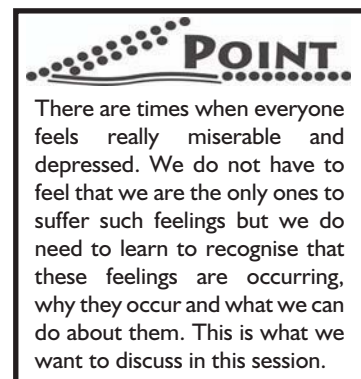 POINT
There are times when everyone
feels really miserable and
depressed. We do not have to
feel that we are the only ones to
suffer such feelings but we do
need to learn to recognise that
these feelings are occurring,
why they occur and what we can
do about them. This is what we
want to discuss in this session.